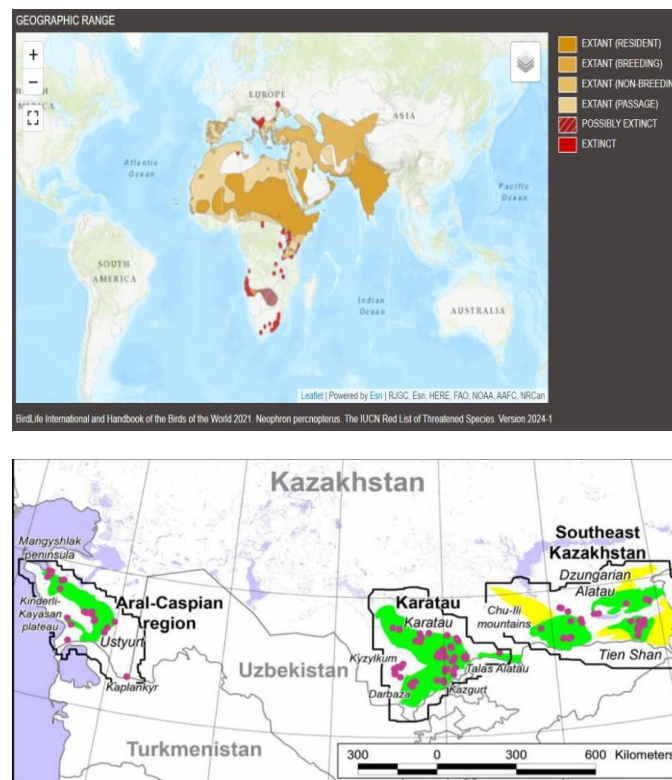 GEOGRAPHIC RANGE
+
−
EXTANT (RESIDENT)
EXTANT (BREEDING)
EXTANT (NON-BREEDIN
EXTANT (PASSAGE)
POSSIBLY EXTINCT
EXTINCT
EUROPE
ASIA
Atlantic
Ocean
Pacific
Ocean
SOUTH
AMERICA
Indian
Ocean
AUSTRALIA
Leaflet | Powered by Esri | RJGC, Esri, HERE, FAO, NOAA, AAFC, NRCan
BirdLife International and Handbook of the Birds of the World 2021. Neophron percnopterus. The IUCN Red List of Threatened Species. Version 2024-1
Kazakhstan
Mangyshlak
peninsula
Kinderli-
Kayasan
plateau
Aral-Caspian
region
Ustyurt
Kaplankyr
Uzbekistan
Turkmenistan
Karatau
Karatau
Kyzylkum
Darbaza
Kazgurt
Talas Alatau
Southeast
Kazakhstan
Dzungarian
Alatau
Chu-Ili
mountains
Tien Shan
300 0 300 600 Kilometers